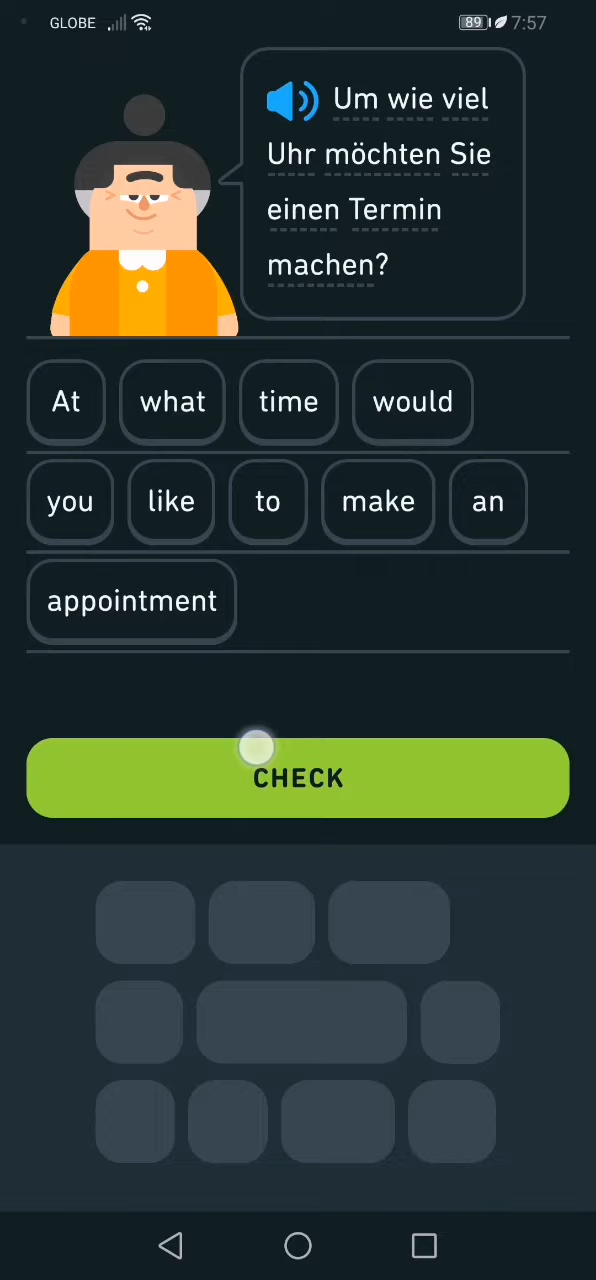 GLOBE 89 7:57
Um wie viel
Uhr möchten Sie
einen Termin
machen?
At what time would
you like to make an
appointment
CHECK